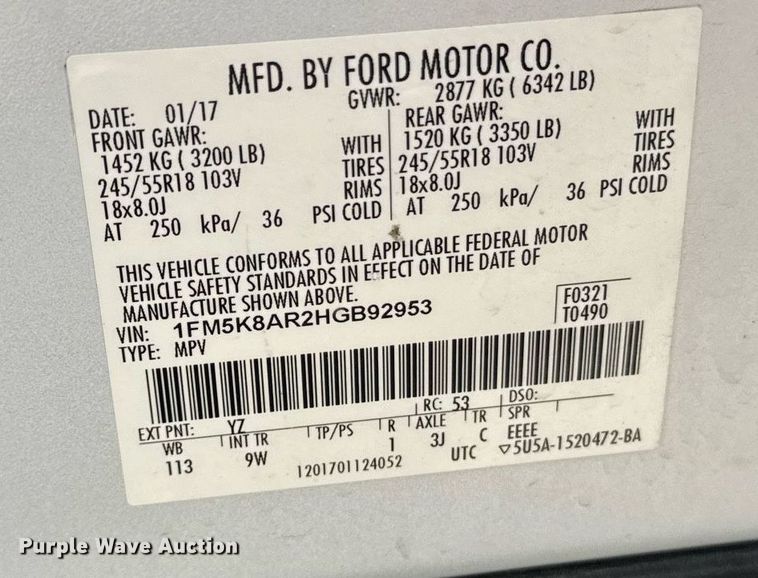 MFD. BY FORD MOTOR CO.
DATE: 01/17
GVWR: 2877 KG ( 6342 LB)
FRONT GAWR:
1452 KG ( 3200 LB) WITH
245/55R18 103V TIRES
18x8.0J RIMS
AT 250 kPa/ 36 PSI COLD
REAR GAWR:
1520 KG ( 3350 LB) WITH
245/55R18 103V TIRES
18x8.0J RIMS
AT 250 kPa/ 36 PSI COLD
THIS VEHICLE CONFORMS TO ALL APPLICABLE FEDERAL MOTOR
VEHICLE SAFETY STANDARDS IN EFFECT ON THE DATE OF
MANUFACTURE SHOWN ABOVE.
VIN: 1FM5K8AR2HGB92953
TYPE: MPV
F0321
T0490
EXT PNT: YZ RC: 53 DSO:
WB INT TR TP/PS R AXLE TR SPR
113 9W 1 3J C EEEE
1201701124052 UTC ▽5U5A-1520472-BA
Purple Wave Auction